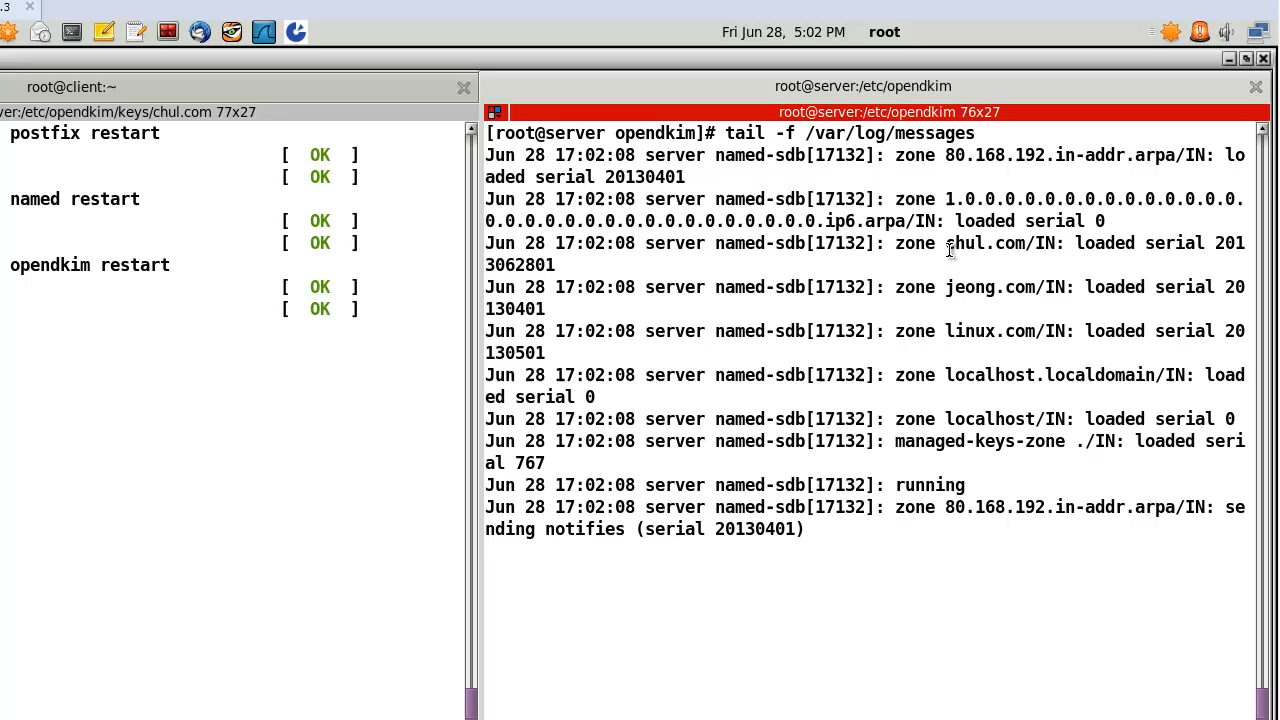 .3
Fri Jun 28, 5:02 PM root
root@client:~
root@server:/etc/opendkim
ver:/etc/opendkim/keys/chul.com 77x27
root@server:/etc/opendkim 76x27
postfix restart
[ OK ]
[ OK ]
named restart
[ OK ]
[ OK ]
opendkim restart
[ OK ]
[ OK ]
[root@server opendkim]# tail -f /var/log/messages
Jun 28 17:02:08 server named-sdb[17132]: zone 80.168.192.in-addr.arpa/IN: lo
aded serial 20130401
Jun 28 17:02:08 server named-sdb[17132]: zone 1.0.0.0.0.0.0.0.0.0.0.0.0.0.0.
0.0.0.0.0.0.0.0.0.0.0.0.0.0.0.0.0.ip6.arpa/IN: loaded serial 0
Jun 28 17:02:08 server named-sdb[17132]: zone chul.com/IN: loaded serial 201
3062801
Jun 28 17:02:08 server named-sdb[17132]: zone jeong.com/IN: loaded serial 20
130401
Jun 28 17:02:08 server named-sdb[17132]: zone linux.com/IN: loaded serial 20
130501
Jun 28 17:02:08 server named-sdb[17132]: zone localhost.localdomain/IN: load
ed serial 0
Jun 28 17:02:08 server named-sdb[17132]: zone localhost/IN: loaded serial 0
Jun 28 17:02:08 server named-sdb[17132]: managed-keys-zone ./IN: loaded seri
al 767
Jun 28 17:02:08 server named-sdb[17132]: running
Jun 28 17:02:08 server named-sdb[17132]: zone 80.168.192.in-addr.arpa/IN: se
nding notifies (serial 20130401)